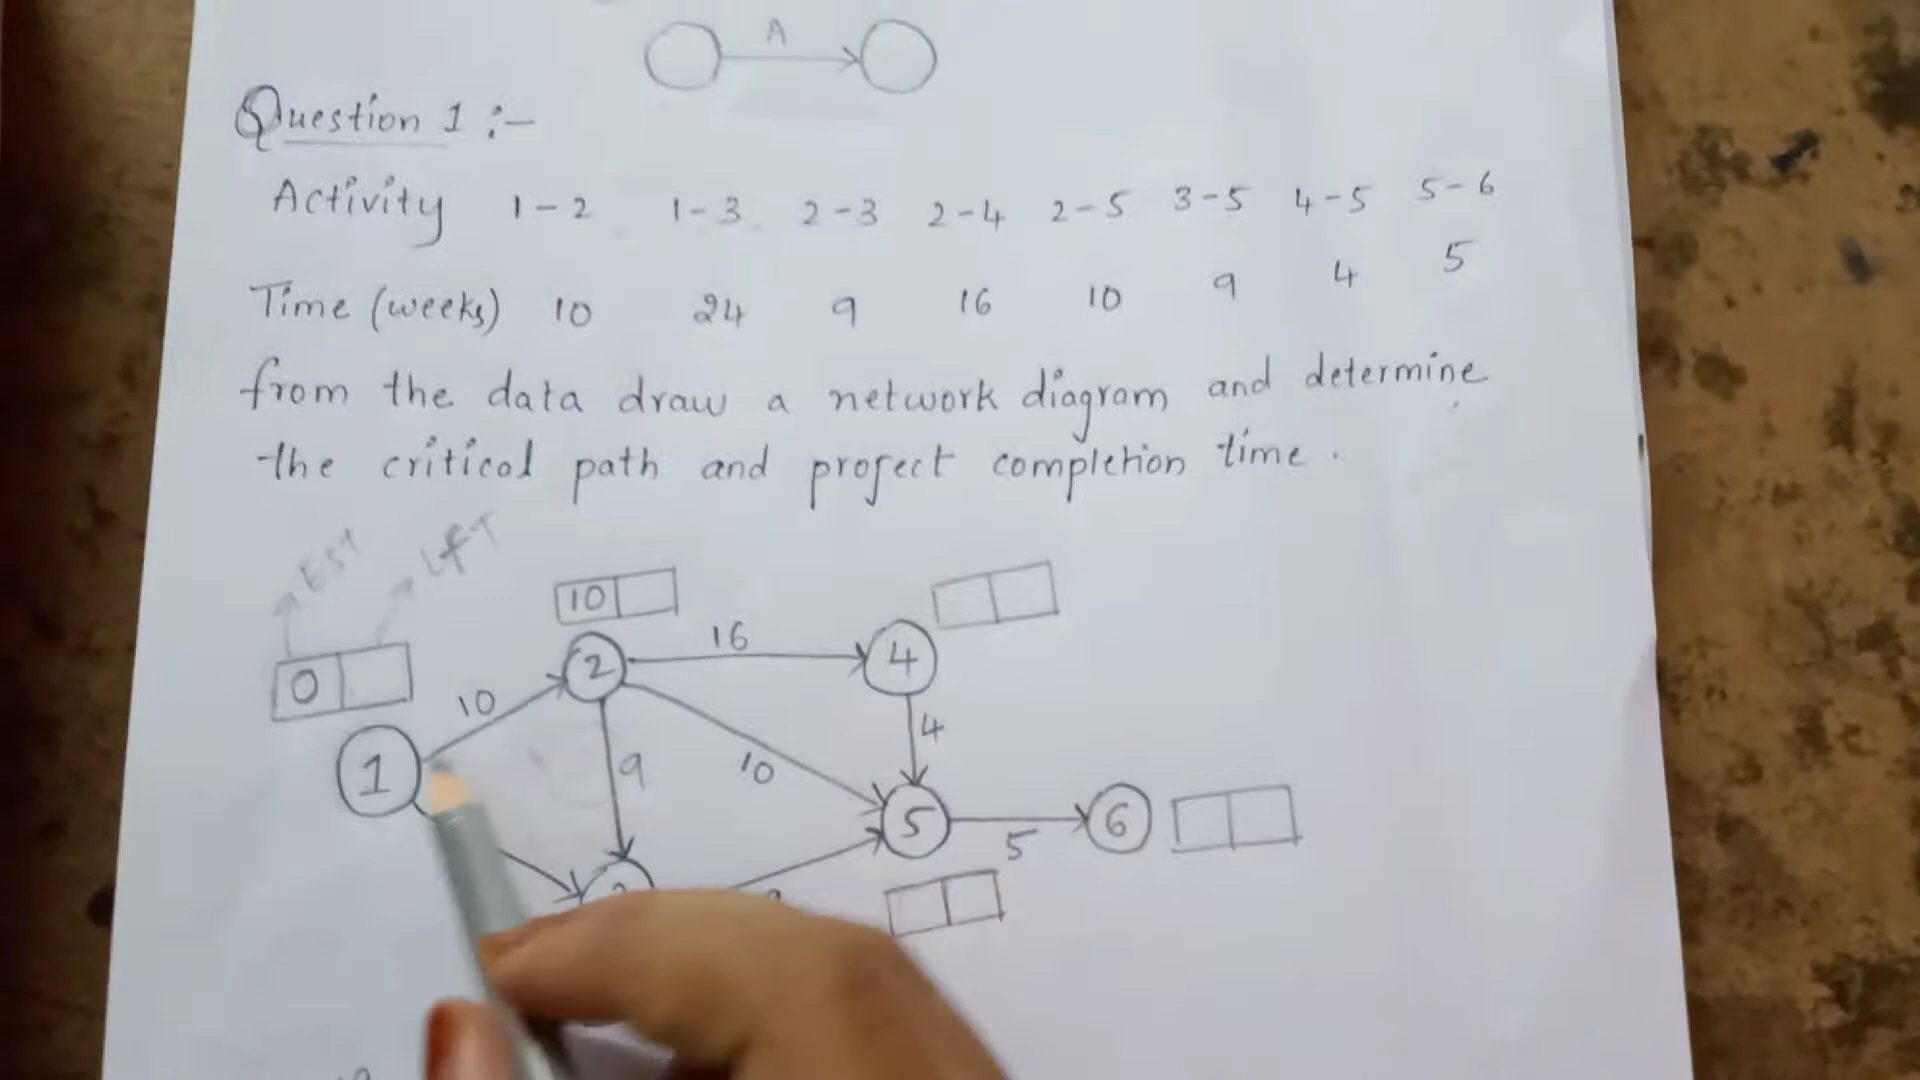 A
Question 1 :-
Activity 1-2 1-3 2-3 2-4 2-5 3-5 4-5 5-6
Time (weeks) 10 24 9 16 10 9 4 5
from the data draw a network diagram and determine
the critical path and project completion time.
EST LFT
10
16
2 4
0
10
4
1 9 10
5 6
5